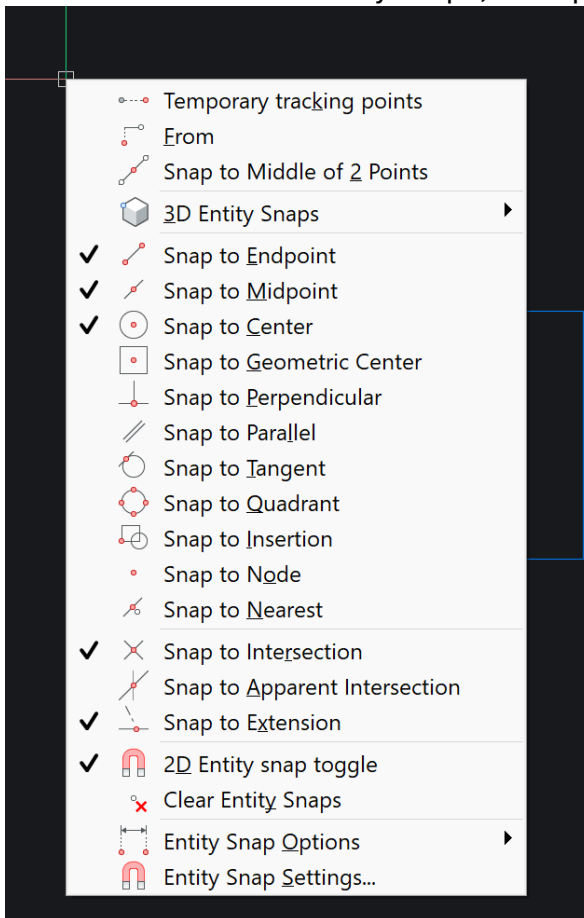 Temporary tracking points
From
Snap to Middle of 2 Points
3D Entity Snaps
Snap to Endpoint
Snap to Midpoint
Snap to Center
Snap to Geometric Center
Snap to Perpendicular
Snap to Parallel
Snap to Tangent
Snap to Quadrant
Snap to Insertion
Snap to Node
Snap to Nearest
Snap to Intersection
Snap to Apparent Intersection
Snap to Extension
2D Entity snap toggle
Clear Entity Snaps
Entity Snap Options
Entity Snap Settings...